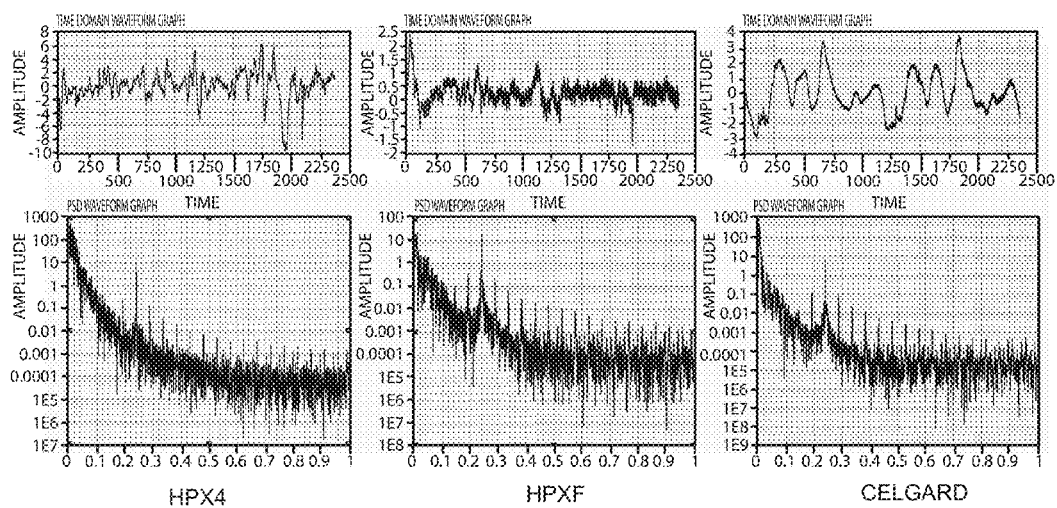 TIME DOMAIN WAVEFORM GRAPH
AMPLITUDE
8
6
4
2
0
-2
-4
-6
-8
-10
0 250 500 750 1000 1250 1500 1750 2000 2250 2500
TIME
TIME DOMAIN WAVEFORM GRAPH
AMPLITUDE
2.5
2
1.5
1
0.5
0
-0.5
-1
-1.5
-2
0 250 500 750 1000 1250 1500 1750 2000 2250 2500
TIME
TIME DOMAIN WAVEFORM GRAPH
AMPLITUDE
4
3
2
1
0
-1
-2
-3
-4
0 250 500 750 1000 1250 1500 1750 2000 2250 2500
TIME
PSD WAVEFORM GRAPH
AMPLITUDE
1000
100
10
1
0.1
0.01
0.001
0.0001
1E5
1E6
1E7
0 0.1 0.2 0.3 0.4 0.5 0.6 0.7 0.8 0.9 1
HPX4
PSD WAVEFORM GRAPH
AMPLITUDE
100
10
1
0.1
0.01
0.001
0.0001
1E5
1E6
1E7
1E8
0 0.1 0.2 0.3 0.4 0.5 0.6 0.7 0.8 0.9 1
HPXF
PSD WAVEFORM GRAPH
AMPLITUDE
1000
100
10
1
0.1
0.01
0.001
0.0001
1E5
1E6
1E7
1E8
1E9
0 0.1 0.2 0.3 0.4 0.5 0.6 0.7 0.8 0.9 1
CELGARD